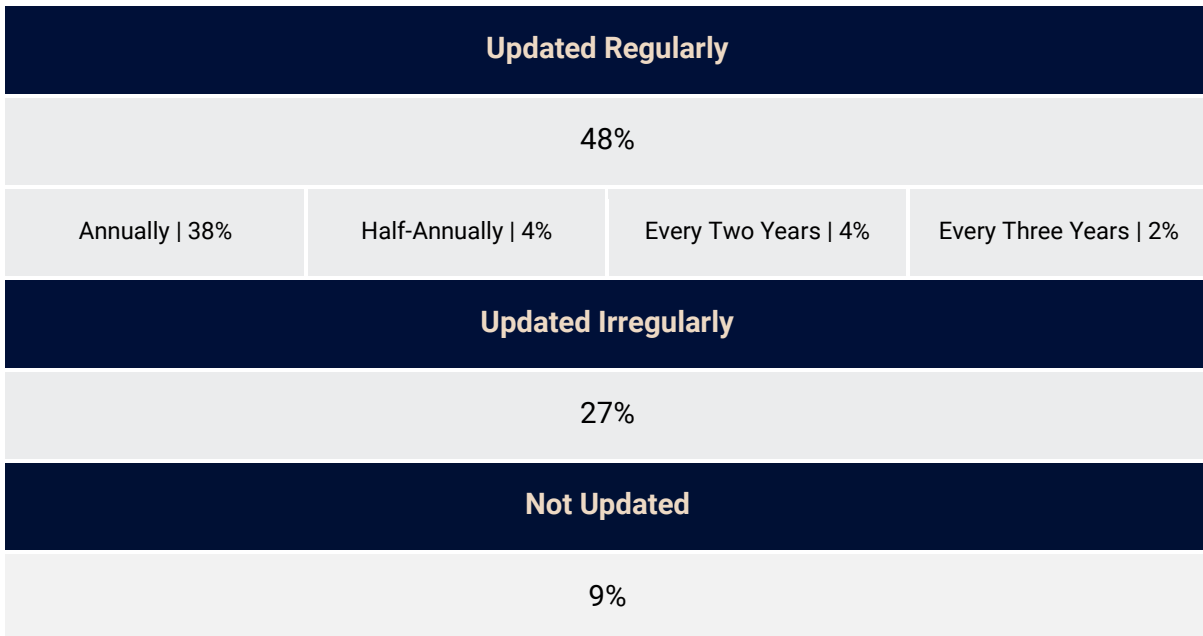 Updated Regularly
48%
Annually | 38% Half-Annually | 4% Every Two Years | 4% Every Three Years | 2%
Updated Irregularly
27%
Not Updated
9%